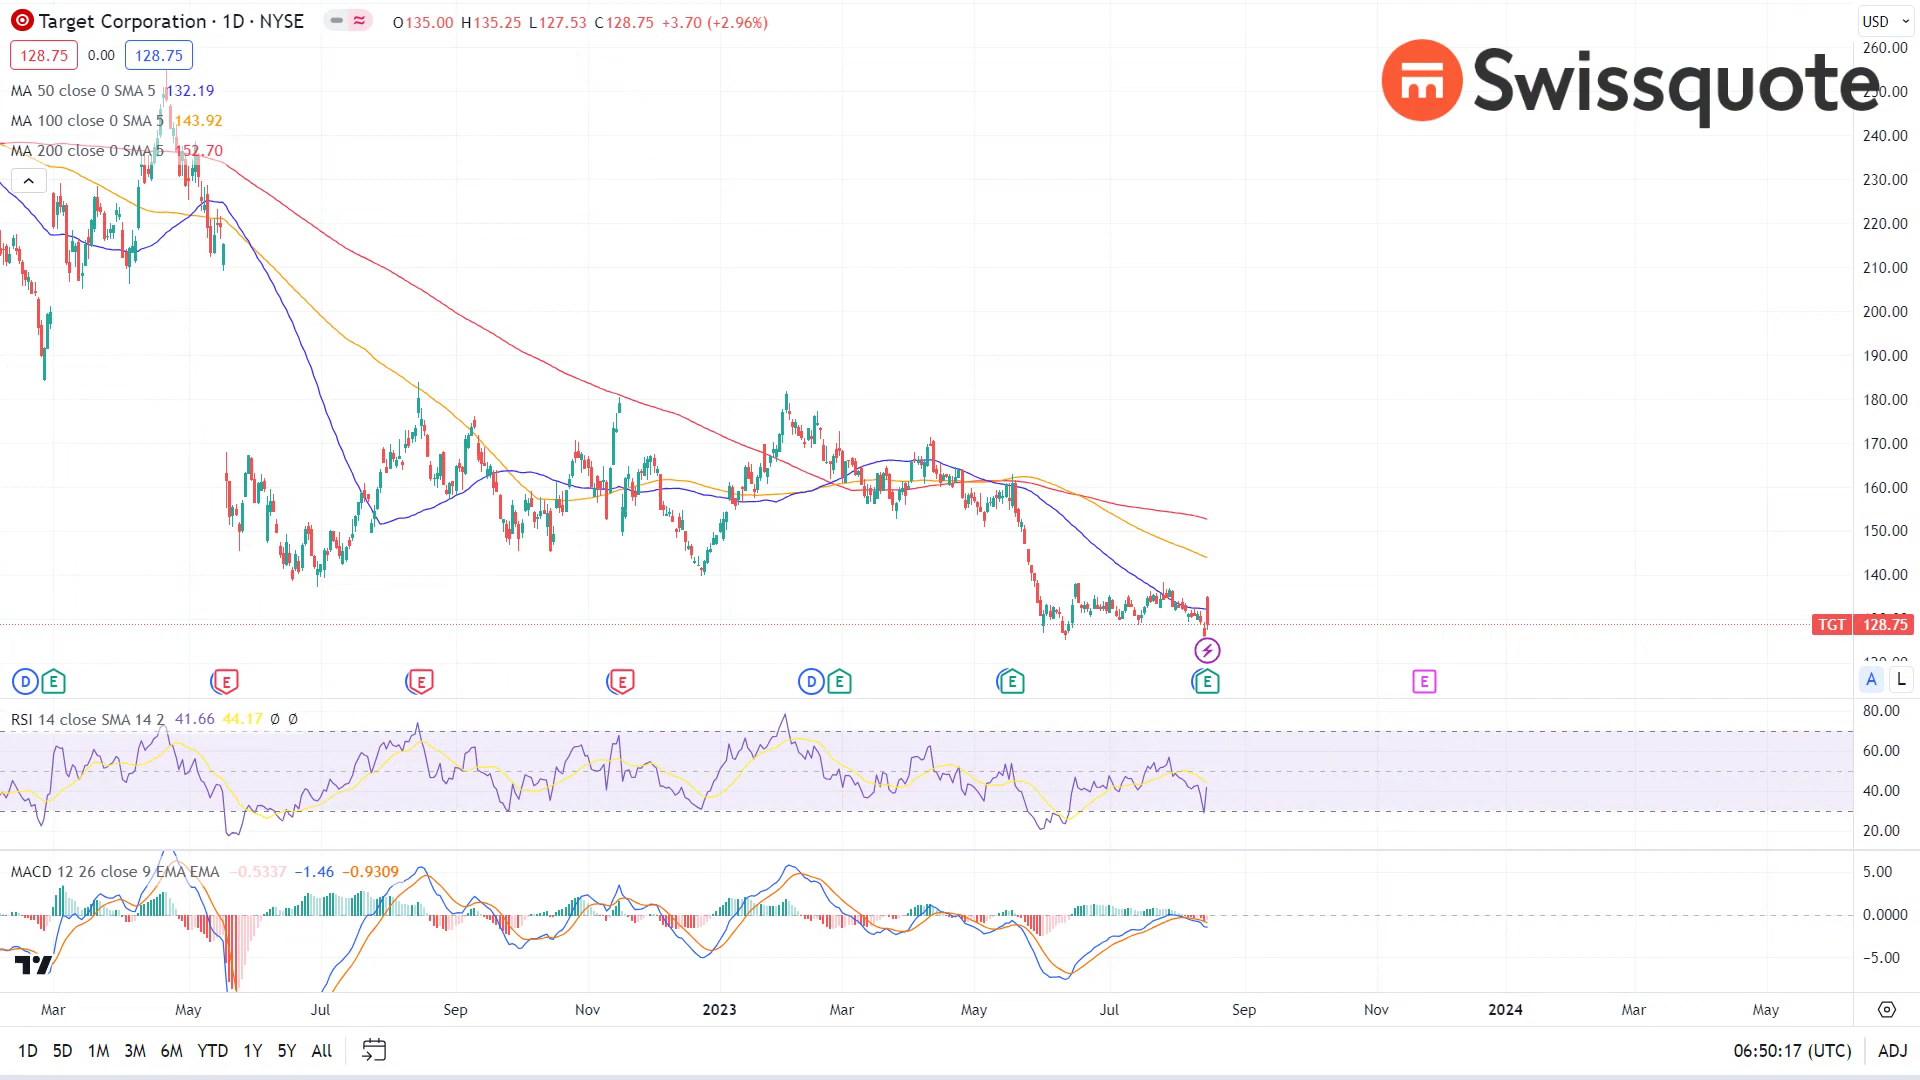 Target Corporation · 1D · NYSE O135.00 H135.25 L127.53 C128.75 +3.70 (+2.96%)
USD
128.75 0.00 128.75
Swissquote
MA 50 close 0 SMA 5 132.19
MA 100 close 0 SMA 5 143.92
MA 200 close 0 SMA 5 152.70
260.00
250.00
240.00
230.00
220.00
210.00
200.00
190.00
180.00
170.00
160.00
150.00
140.00
TGT 128.75
D E E E E D E E E E
A L
RSI 14 close SMA 14 2 41.66 44.17 Ø Ø
80.00
60.00
40.00
20.00
MACD 12 26 close 9 EMA EMA −0.5337 −1.46 −0.9309
5.00
0.0000
−5.00
Mar May Jul Sep Nov 2023 Mar May Jul Sep Nov 2024 Mar May
1D 5D 1M 3M 6M YTD 1Y 5Y All 06:50:17 (UTC) ADJ